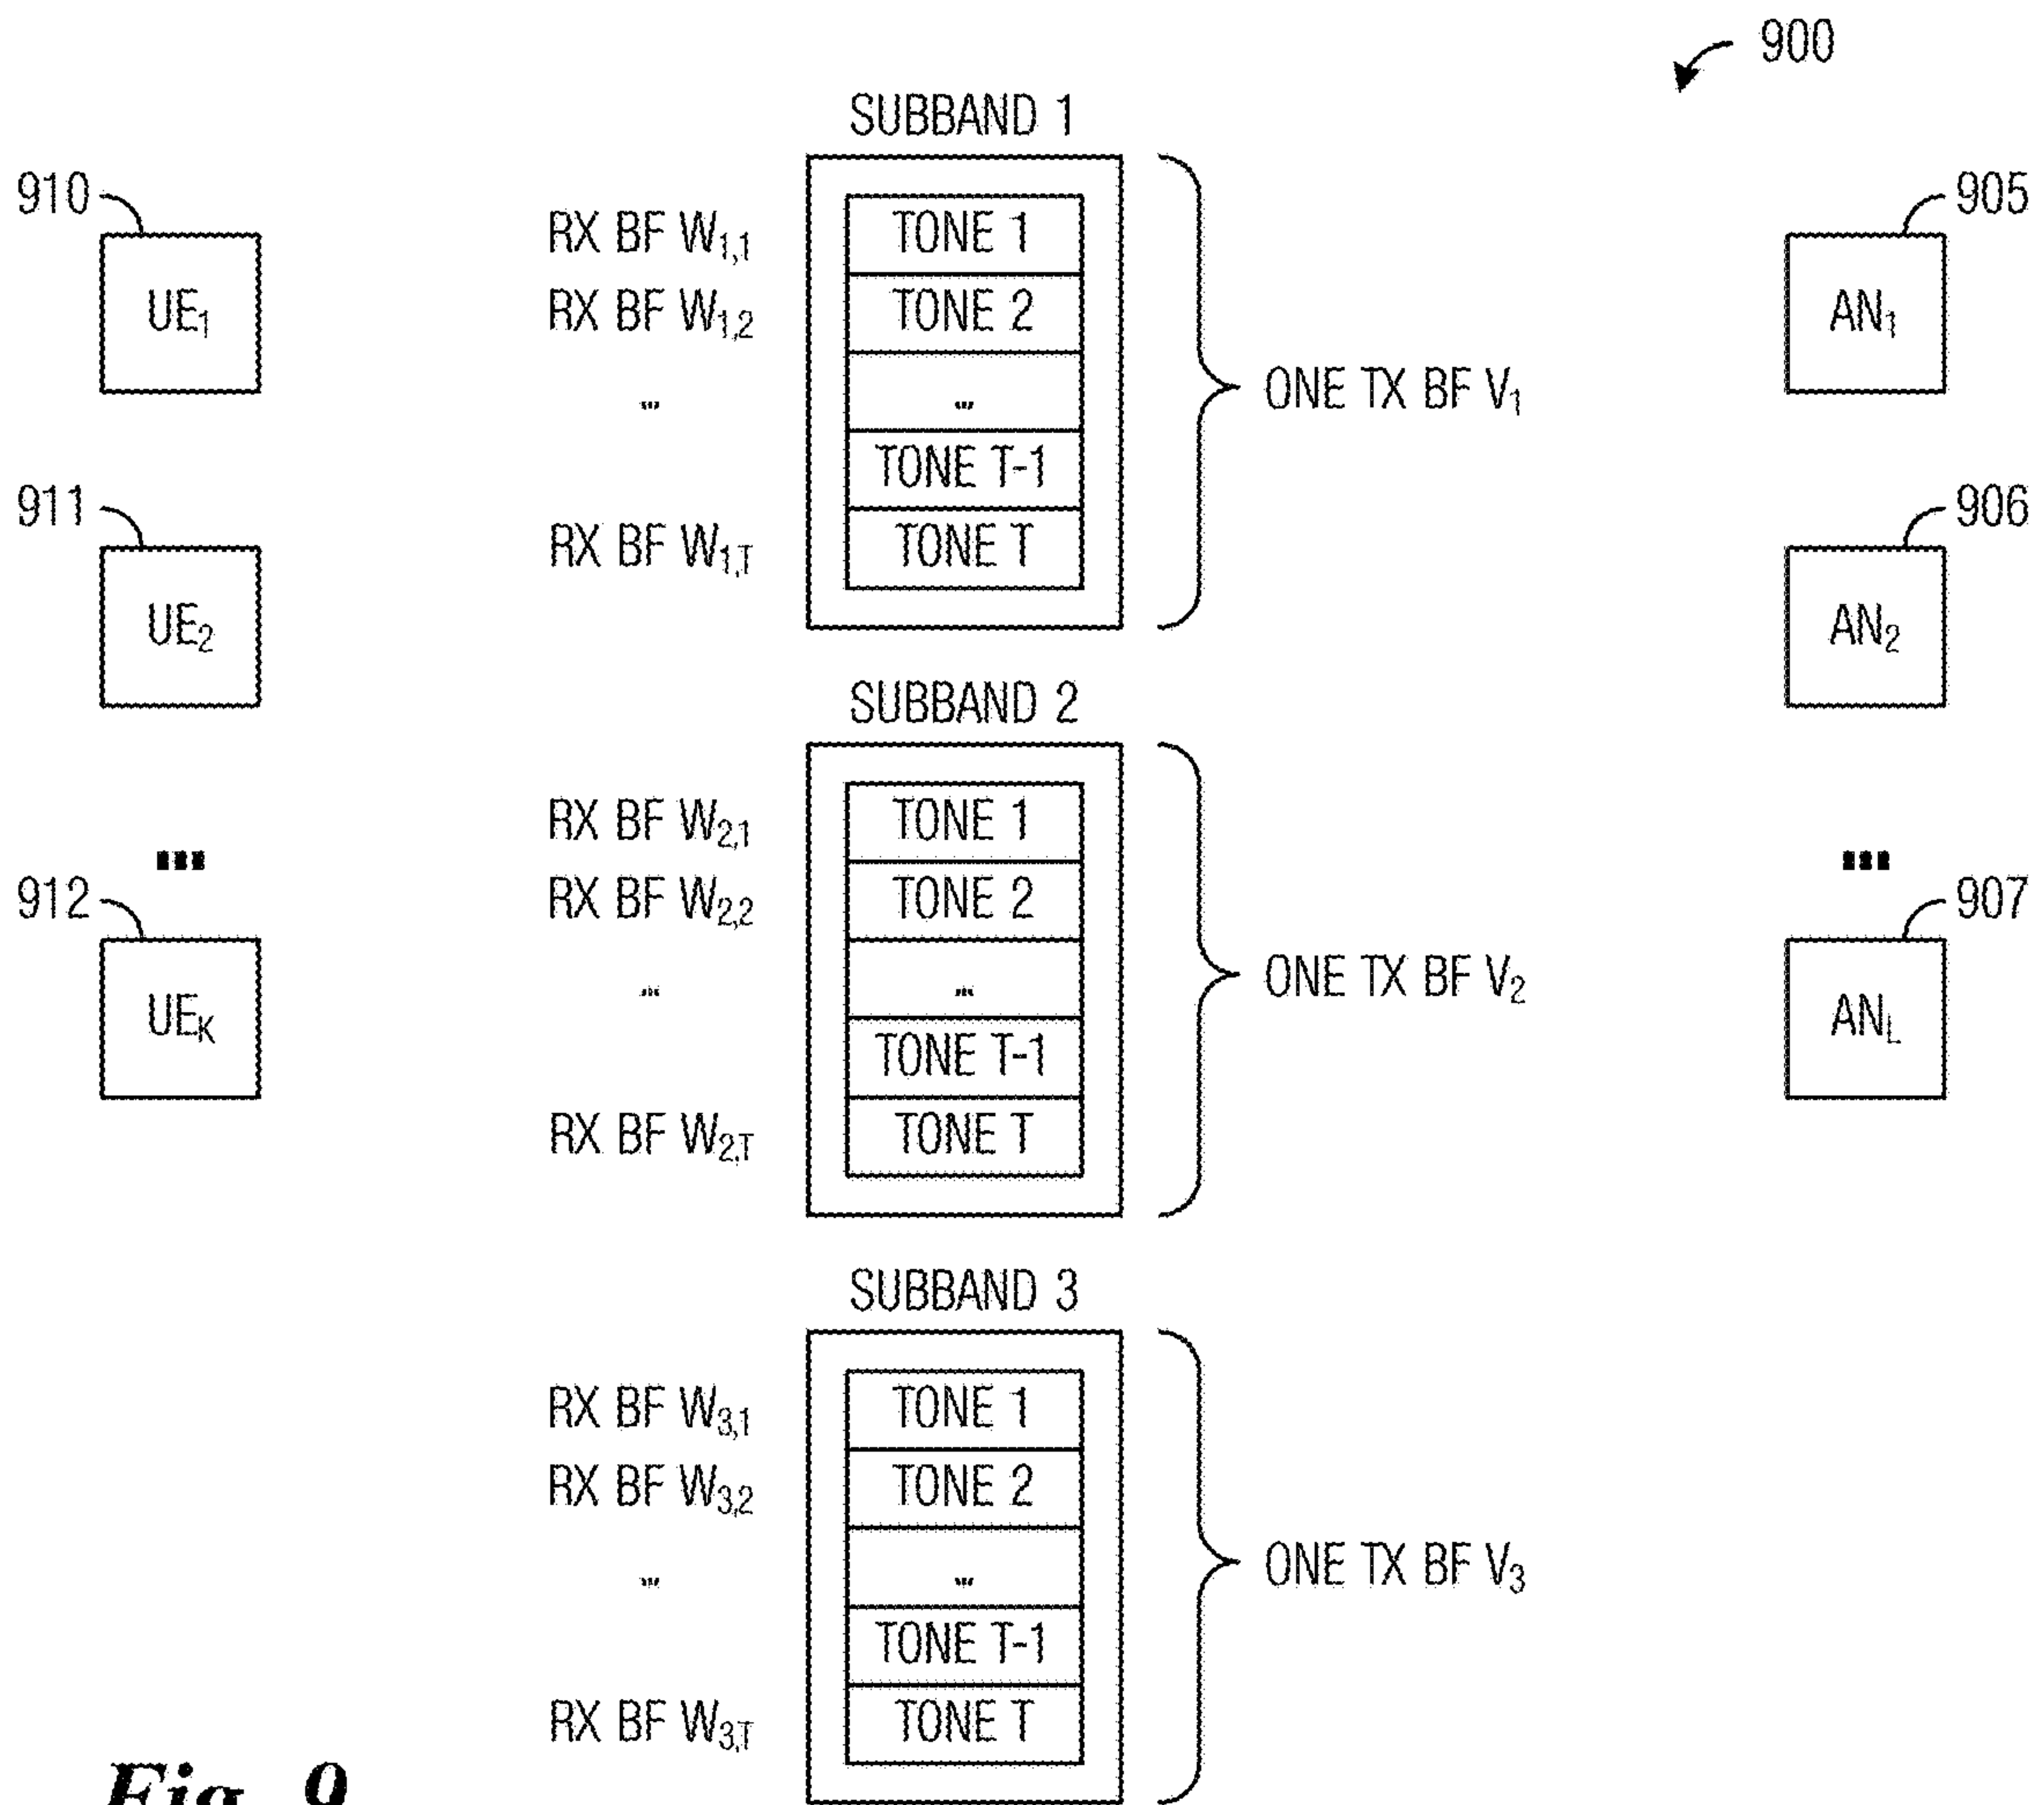 900
SUBBAND 1
910
UE1
RX BF W1,1
TONE 1
RX BF W1,2
TONE 2
...
...
TONE T-1
RX BF W1,T
TONE T
ONE TX BF V1
905
AN1
911
UE2
906
AN2
SUBBAND 2
RX BF W2,1
TONE 1
RX BF W2,2
TONE 2
...
...
TONE T-1
RX BF W2,T
TONE T
ONE TX BF V2
...
912
UEK
...
907
ANL
SUBBAND 3
RX BF W3,1
TONE 1
RX BF W3,2
TONE 2
...
...
TONE T-1
RX BF W3,T
TONE T
ONE TX BF V3
Fig. 9